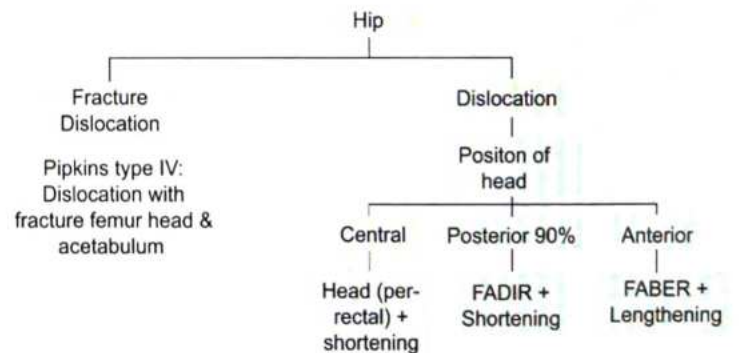 Hip
Fracture
Dislocation
Pipkins type IV:
Dislocation with
fracture femur head &
acetabulum
Dislocation
Positon of
head
Central
Head (per-
rectal) +
shortening
Posterior 90%
FADIR +
Shortening
Anterior
FABER +
Lengthening